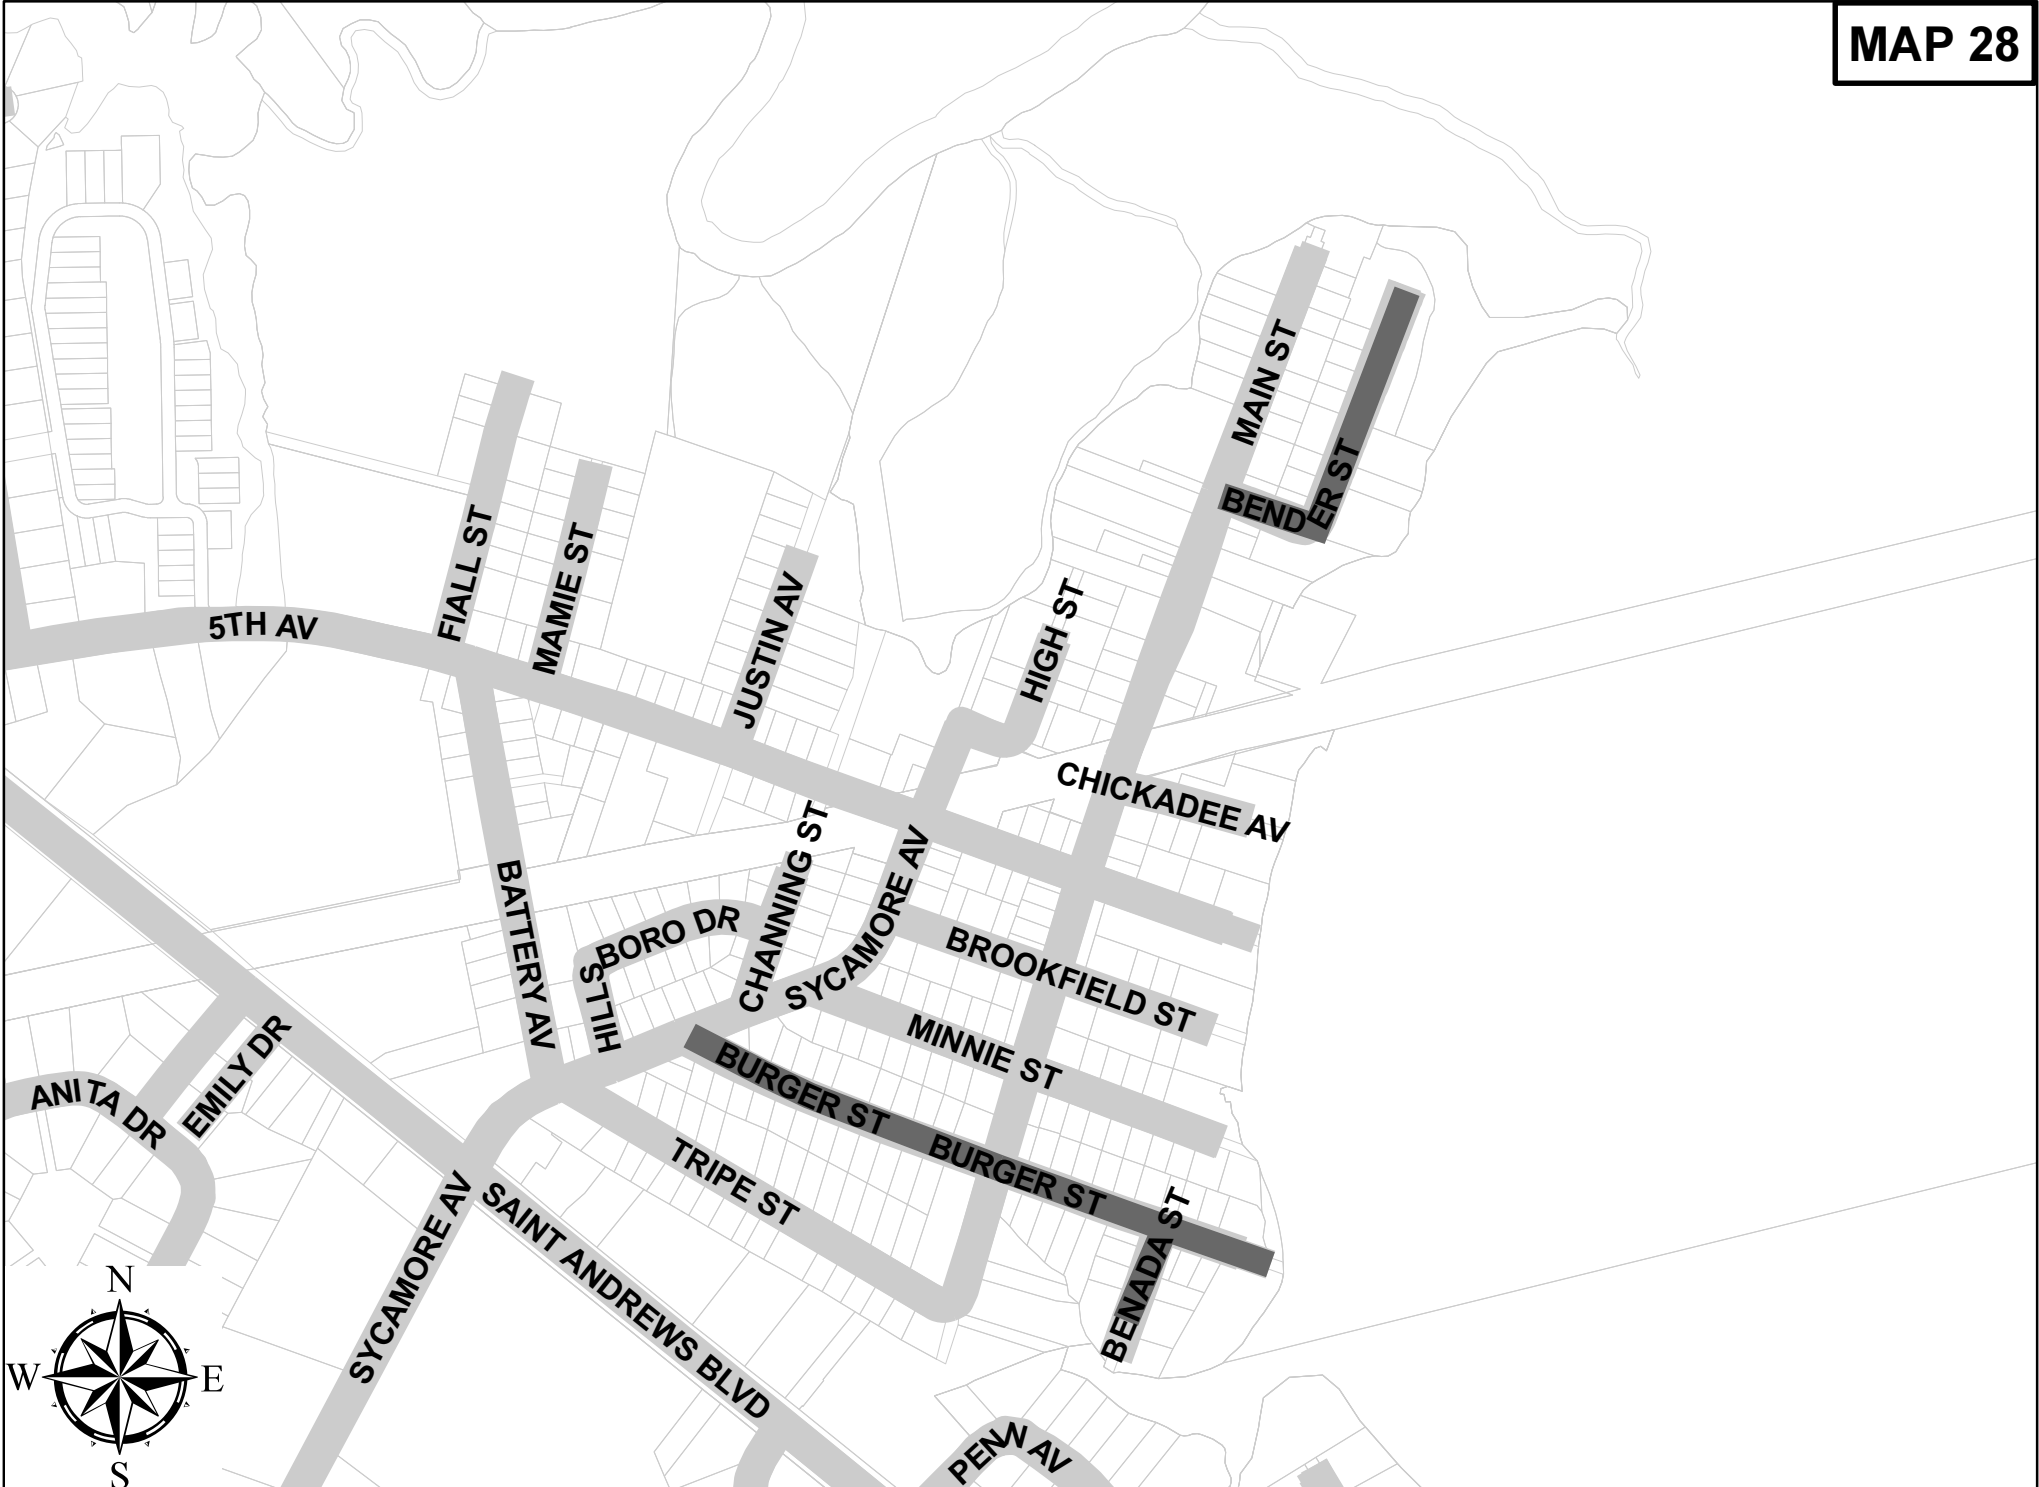 MAP 28
MAIN ST
BENDER ST
FIALL ST
MAMIE ST
5TH AV
JUSTIN AV
HIGH ST
CHICKADEE AV
CHANNING ST
SYCAMORE AV
BATTERY AV
HILLSBORO DR
BROOKFIELD ST
MINNIE ST
EMILY DR
ANITA DR
BURGER ST
BURGER ST
TRIPE ST
BENADA ST
SYCAMORE AV
SAINT ANDREWS BLVD
PENN AV
N
W
E
S